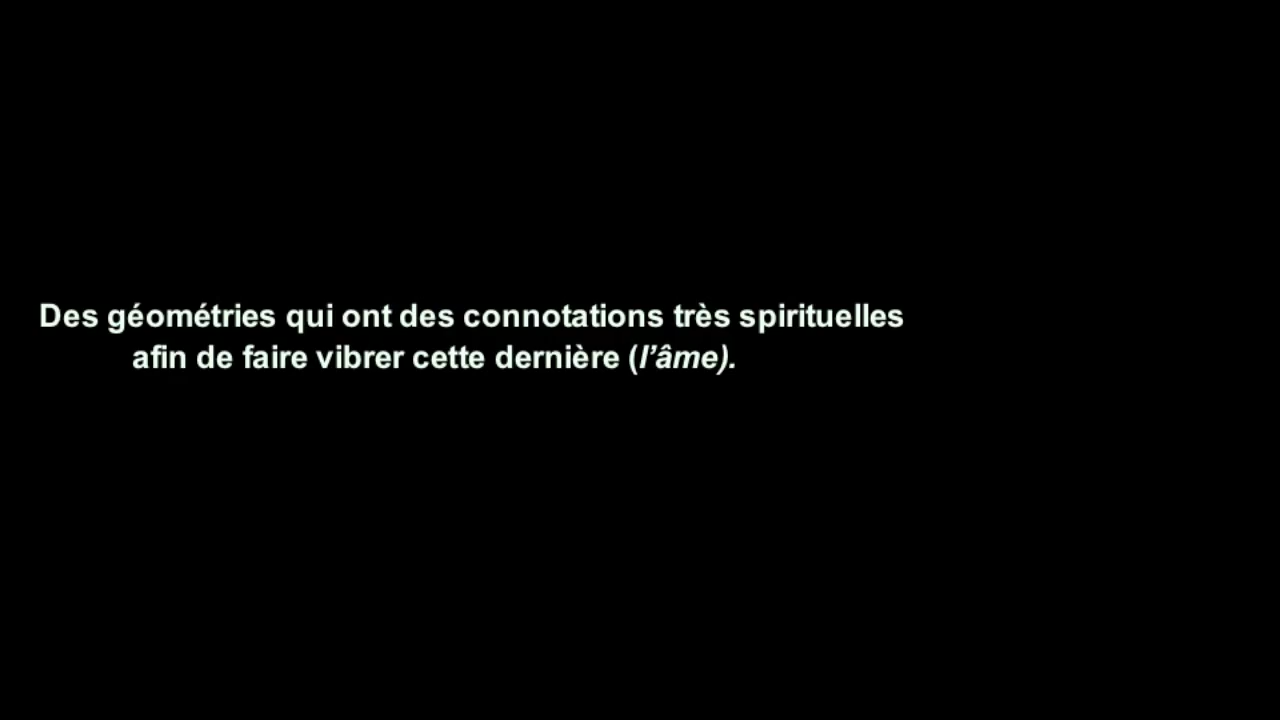 Des géométries qui ont des connotations très spirituelles
afin de faire vibrer cette dernière (l’âme).